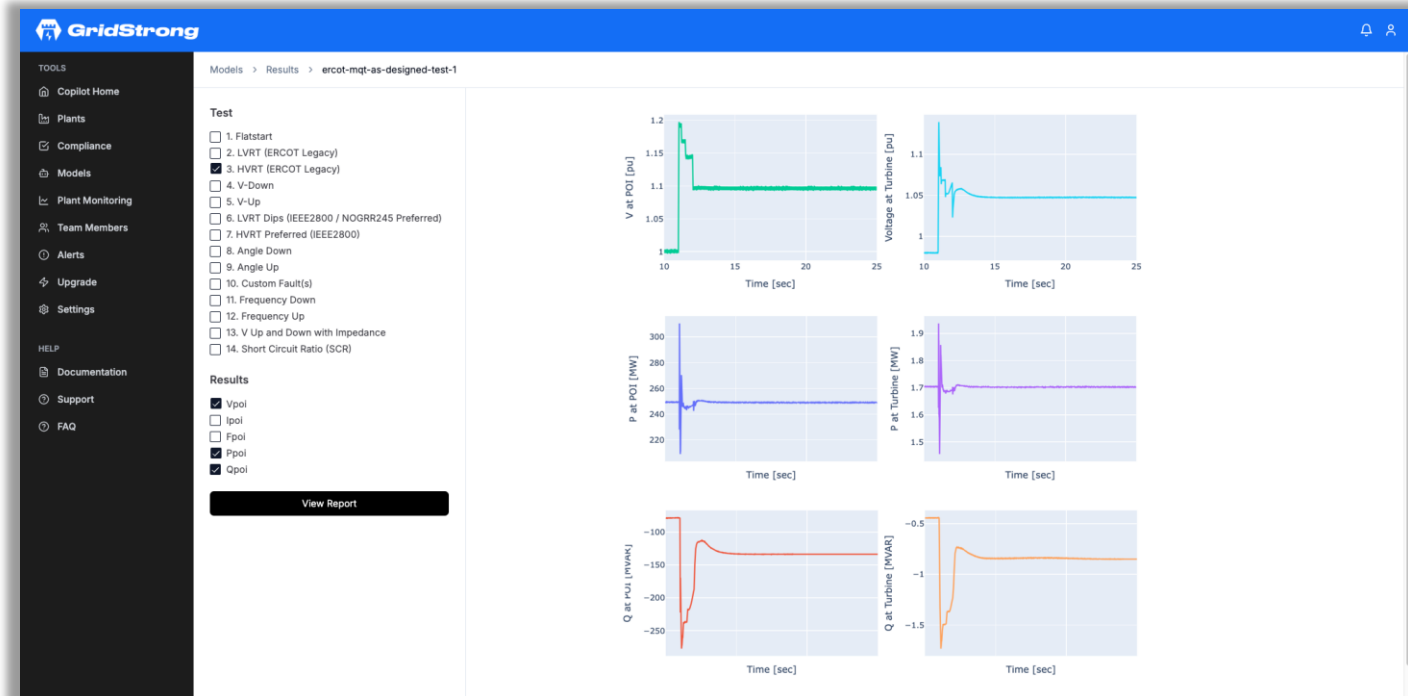 GridStrong
TOOLS
Copilot Home
Plants
Compliance
Models
Plant Monitoring
Team Members
Alerts
Upgrade
Settings
HELP
Documentation
Support
FAQ
Models > Results > ercot-mqt-as-designed-test-1
Test
1. Flatstart
2. LVRT (ERCOT Legacy)
3. HVRT (ERCOT Legacy)
4. V-Down
5. V-Up
6. LVRT Dips (IEEE2800 / NOGRR245 Preferred)
7. HVRT Preferred (IEEE2800)
8. Angle Down
9. Angle Up
10. Custom Fault(s)
11. Frequency Down
12. Frequency Up
13. V Up and Down with Impedance
14. Short Circuit Ratio (SCR)
Results
Vpoi
Ipoi
Fpoi
Ppoi
Qpoi
View Report
V at POI [pu]
1.2
1.15
1.1
1.05
1
10 15 20 25
Time [sec]
Voltage at Turbine [pu]
1.1
1.05
1
10 15 20 25
Time [sec]
P at POI [MW]
300
280
260
240
220
Time [sec]
P at Turbine [MW]
1.9
1.8
1.7
1.6
1.5
Time [sec]
Q at POI [MVAR]
−100
−150
−200
−250
Time [sec]
Q at Turbine [MVAR]
−0.5
−1
−1.5
Time [sec]